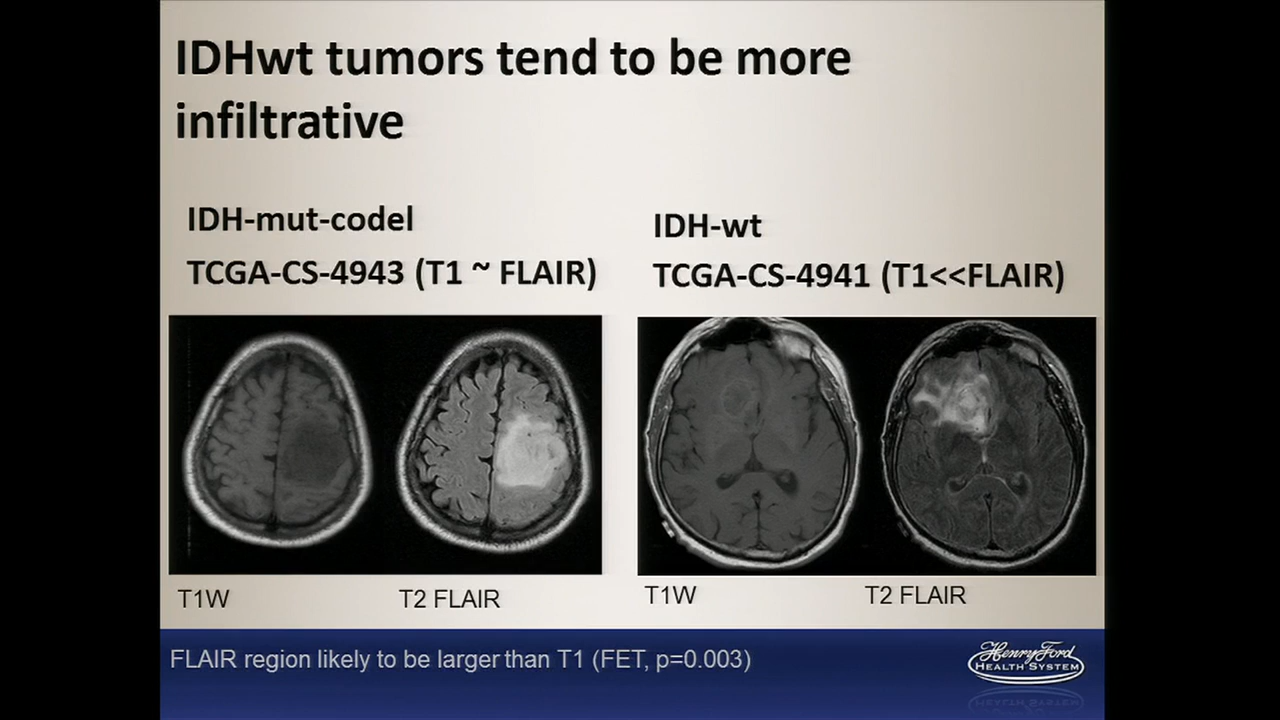 IDHwt tumors tend to be more
infiltrative
IDH-mut-codel
TCGA-CS-4943 (T1 ~ FLAIR)
IDH-wt
TCGA-CS-4941 (T1<<FLAIR)
T1W
T2 FLAIR
T1W
T2 FLAIR
FLAIR region likely to be larger than T1 (FET, p=0.003)
Henry Ford
HEALTH SYSTEM